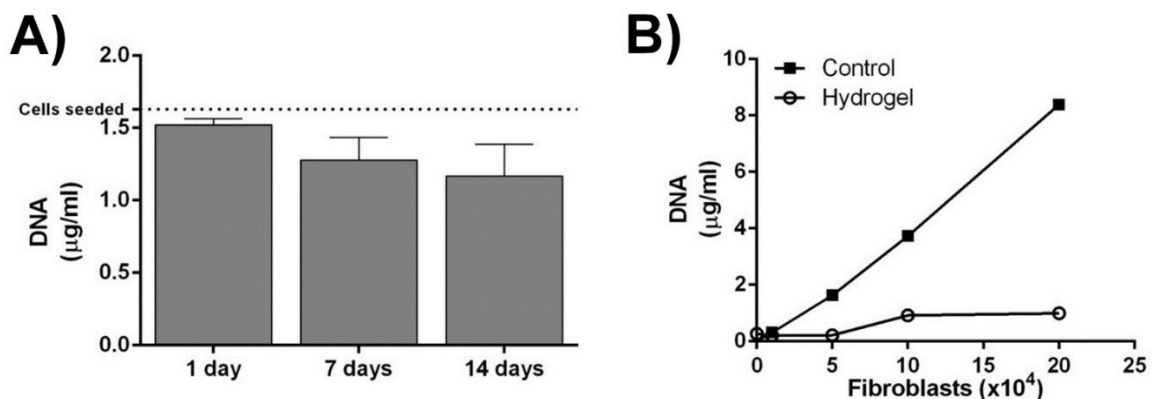 A)
2.0
Cells seeded
1.5
1.0
0.5
0.0
DNA
(μg/ml)
1 day 7 days 14 days
B)
10
8
6
4
2
0
DNA
(μg/ml)
Control
Hydrogel
0 5 10 15 20 25
Fibroblasts (x10⁴)